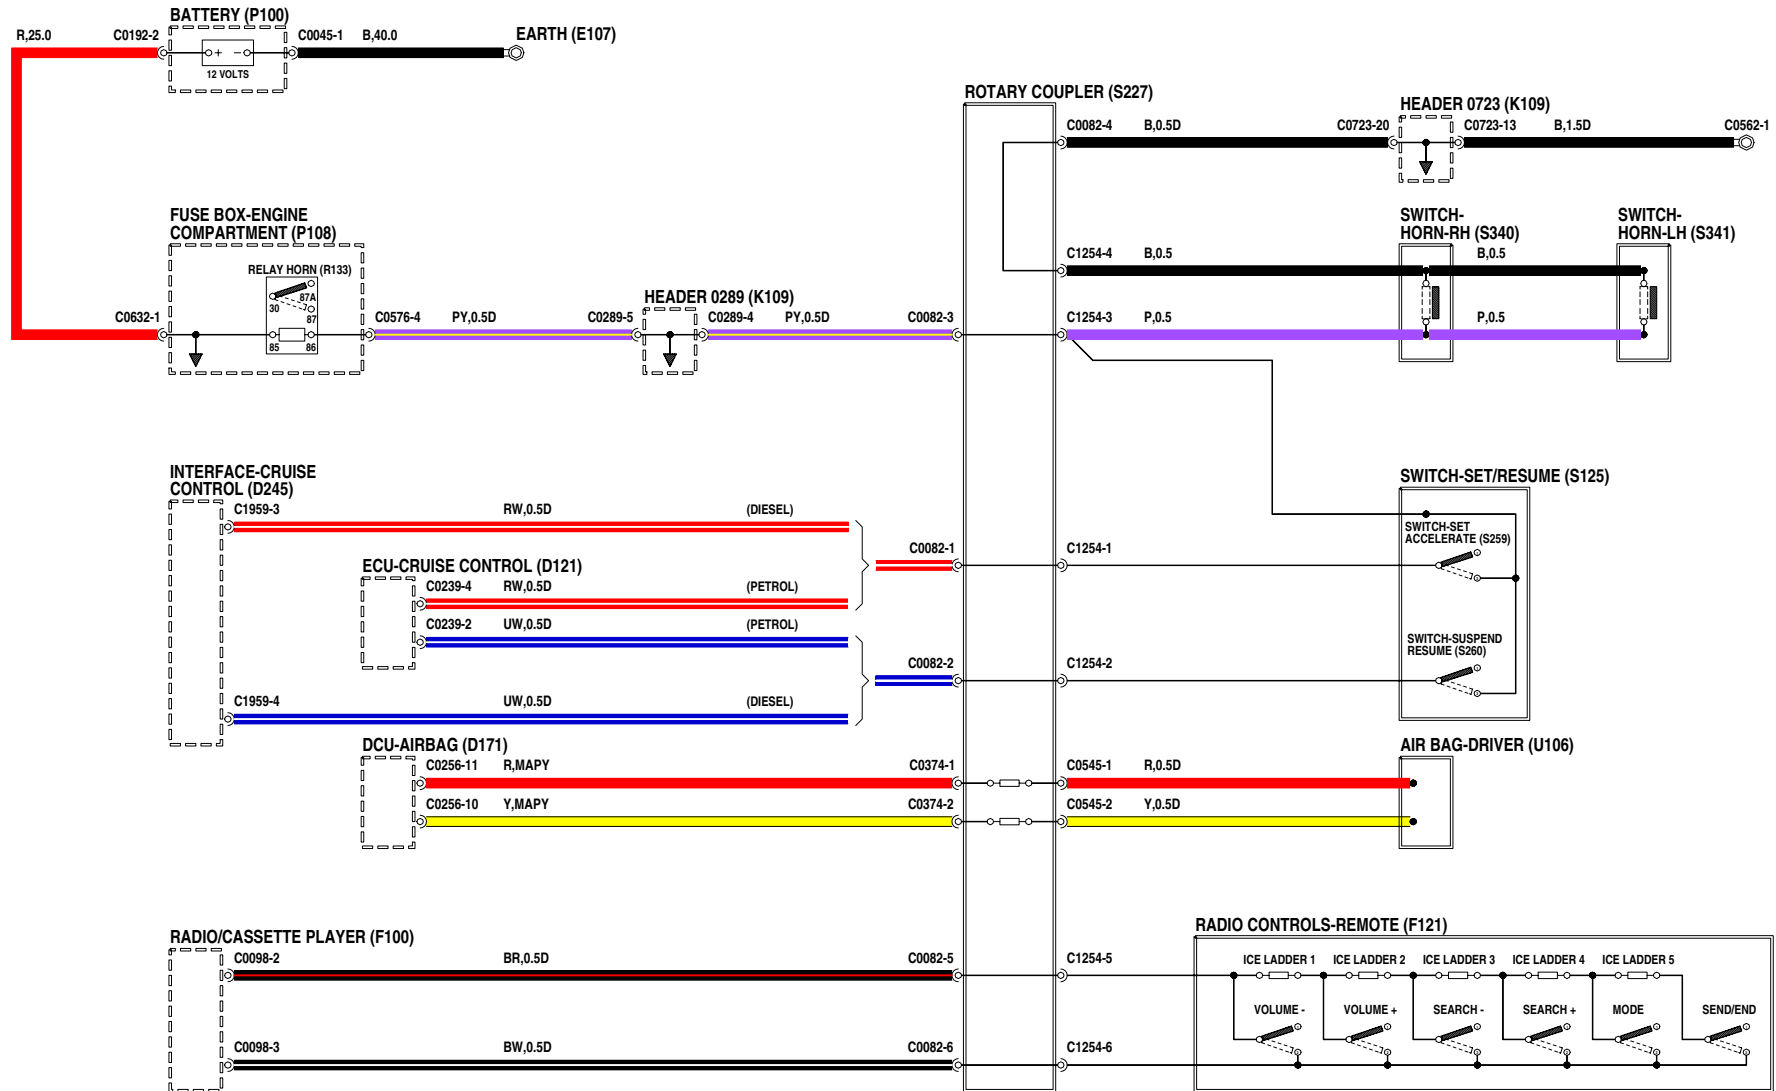 BATTERY (P100)
R,25.0
C0192-2
C0045-1
B,40.0
EARTH (E107)
+ −
12 VOLTS
ROTARY COUPLER (S227)
HEADER 0723 (K109)
C0082-4
B,0.5D
C0723-20
C0723-13
B,1.5D
C0562-1
FUSE BOX-ENGINE
COMPARTMENT (P108)
SWITCH-
HORN-RH (S340)
SWITCH-
HORN-LH (S341)
C1254-4
B,0.5
B,0.5
RELAY HORN (R133)
87A
30
87
85
86
HEADER 0289 (K109)
C0632-1
C0576-4
PY,0.5D
C0289-5
C0289-4
PY,0.5D
C0082-3
C1254-3
P,0.5
P,0.5
INTERFACE-CRUISE
CONTROL (D245)
SWITCH-SET/RESUME (S125)
C1959-3
RW,0.5D
(DIESEL)
SWITCH-SET
ACCELERATE (S259)
C0082-1
C1254-1
ECU-CRUISE CONTROL (D121)
C0239-4
RW,0.5D
(PETROL)
C0239-2
UW,0.5D
(PETROL)
SWITCH-SUSPEND
RESUME (S260)
C0082-2
C1254-2
C1959-4
UW,0.5D
(DIESEL)
DCU-AIRBAG (D171)
AIR BAG-DRIVER (U106)
C0256-11
R,MAPY
C0374-1
C0545-1
R,0.5D
C0256-10
Y,MAPY
C0374-2
C0545-2
Y,0.5D
RADIO CONTROLS-REMOTE (F121)
RADIO/CASSETTE PLAYER (F100)
C0098-2
BR,0.5D
C0082-5
C1254-5
ICE LADDER 1
ICE LADDER 2
ICE LADDER 3
ICE LADDER 4
ICE LADDER 5
VOLUME -
VOLUME +
SEARCH -
SEARCH +
MODE
SEND/END
C0098-3
BW,0.5D
C0082-6
C1254-6